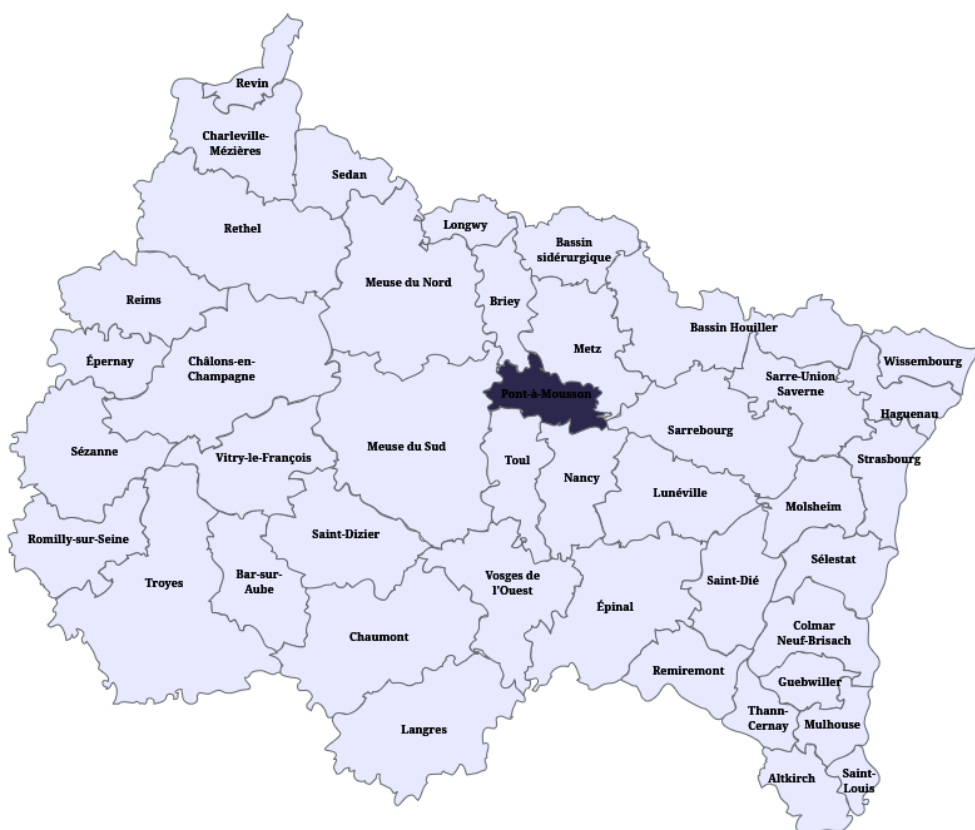 Revin
Charleville-
Mézières
Sedan
Rethel
Longwy
Bassin
sidérurgique
Meuse du Nord
Briey
Reims
Bassin Houiller
Metz
Épernay
Châlons-en-
Champagne
Wissembourg
Sarre-Union
Saverne
Pont-à-Mousson
Haguenau
Sarrebourg
Meuse du Sud
Sézanne
Vitry-le-François
Toul
Strasbourg
Nancy
Lunéville
Molsheim
Saint-Dizier
Romilly-sur-Seine
Sélestat
Troyes
Bar-sur-
Aube
Vosges de
l'Ouest
Saint-Dié
Épinal
Colmar
Neuf-Brisach
Chaumont
Remiremont
Guebwiller
Thann-
Cernay
Mulhouse
Langres
Altkirch
Saint-
Louis